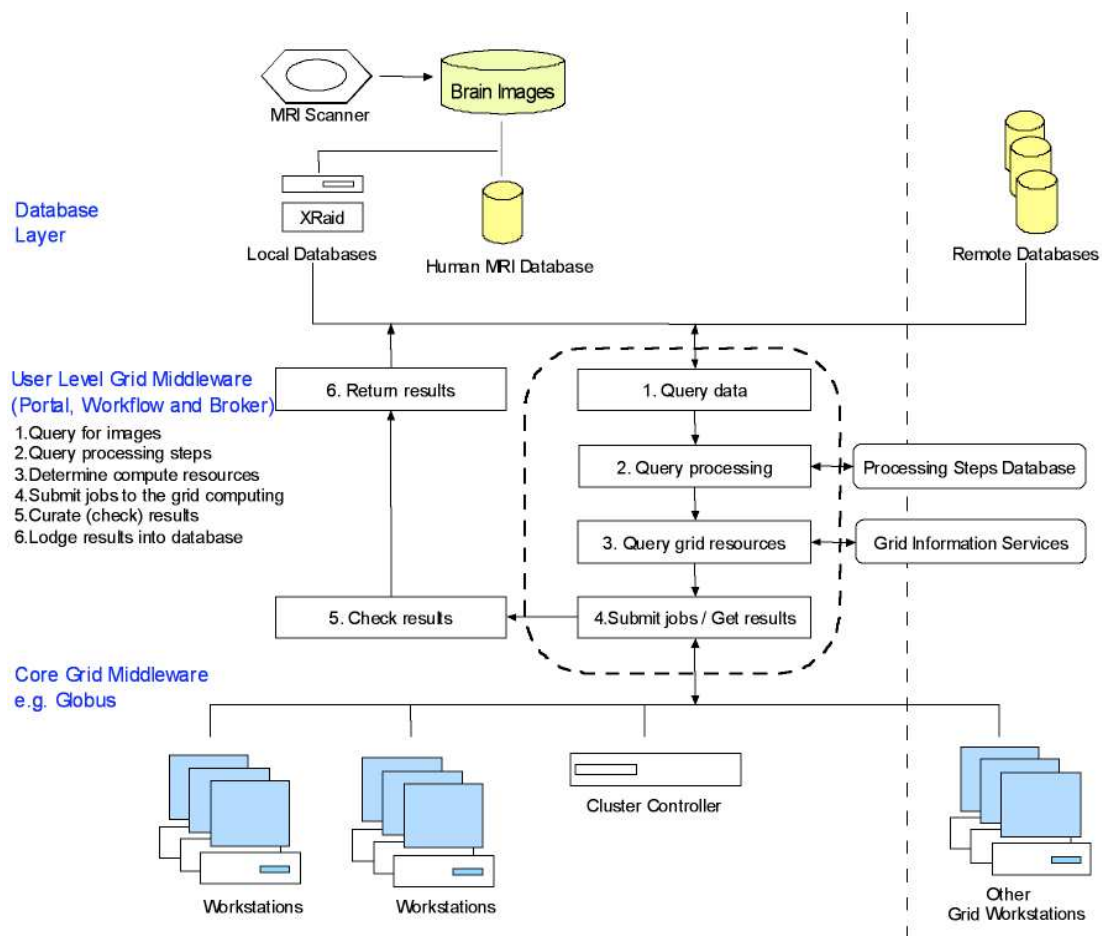 Brain Images
MRI Scanner
Database
Layer
XRaid
Local Databases
Human MRI Database
Remote Databases
User Level Grid Middleware
(Portal, Workflow and Broker)
1.Query for images
2.Query processing steps
3.Determine compute resources
4.Submit jobs to the grid computing
5.Curate (check) results
6.Lodge results into database
6. Return results
1. Query data
2. Query processing
Processing Steps Database
3. Query grid resources
Grid Information Services
5. Check results
4.Submit jobs / Get results
Core Grid Middleware
e.g. Globus
Cluster Controller
Workstations
Workstations
Other
Grid Workstations